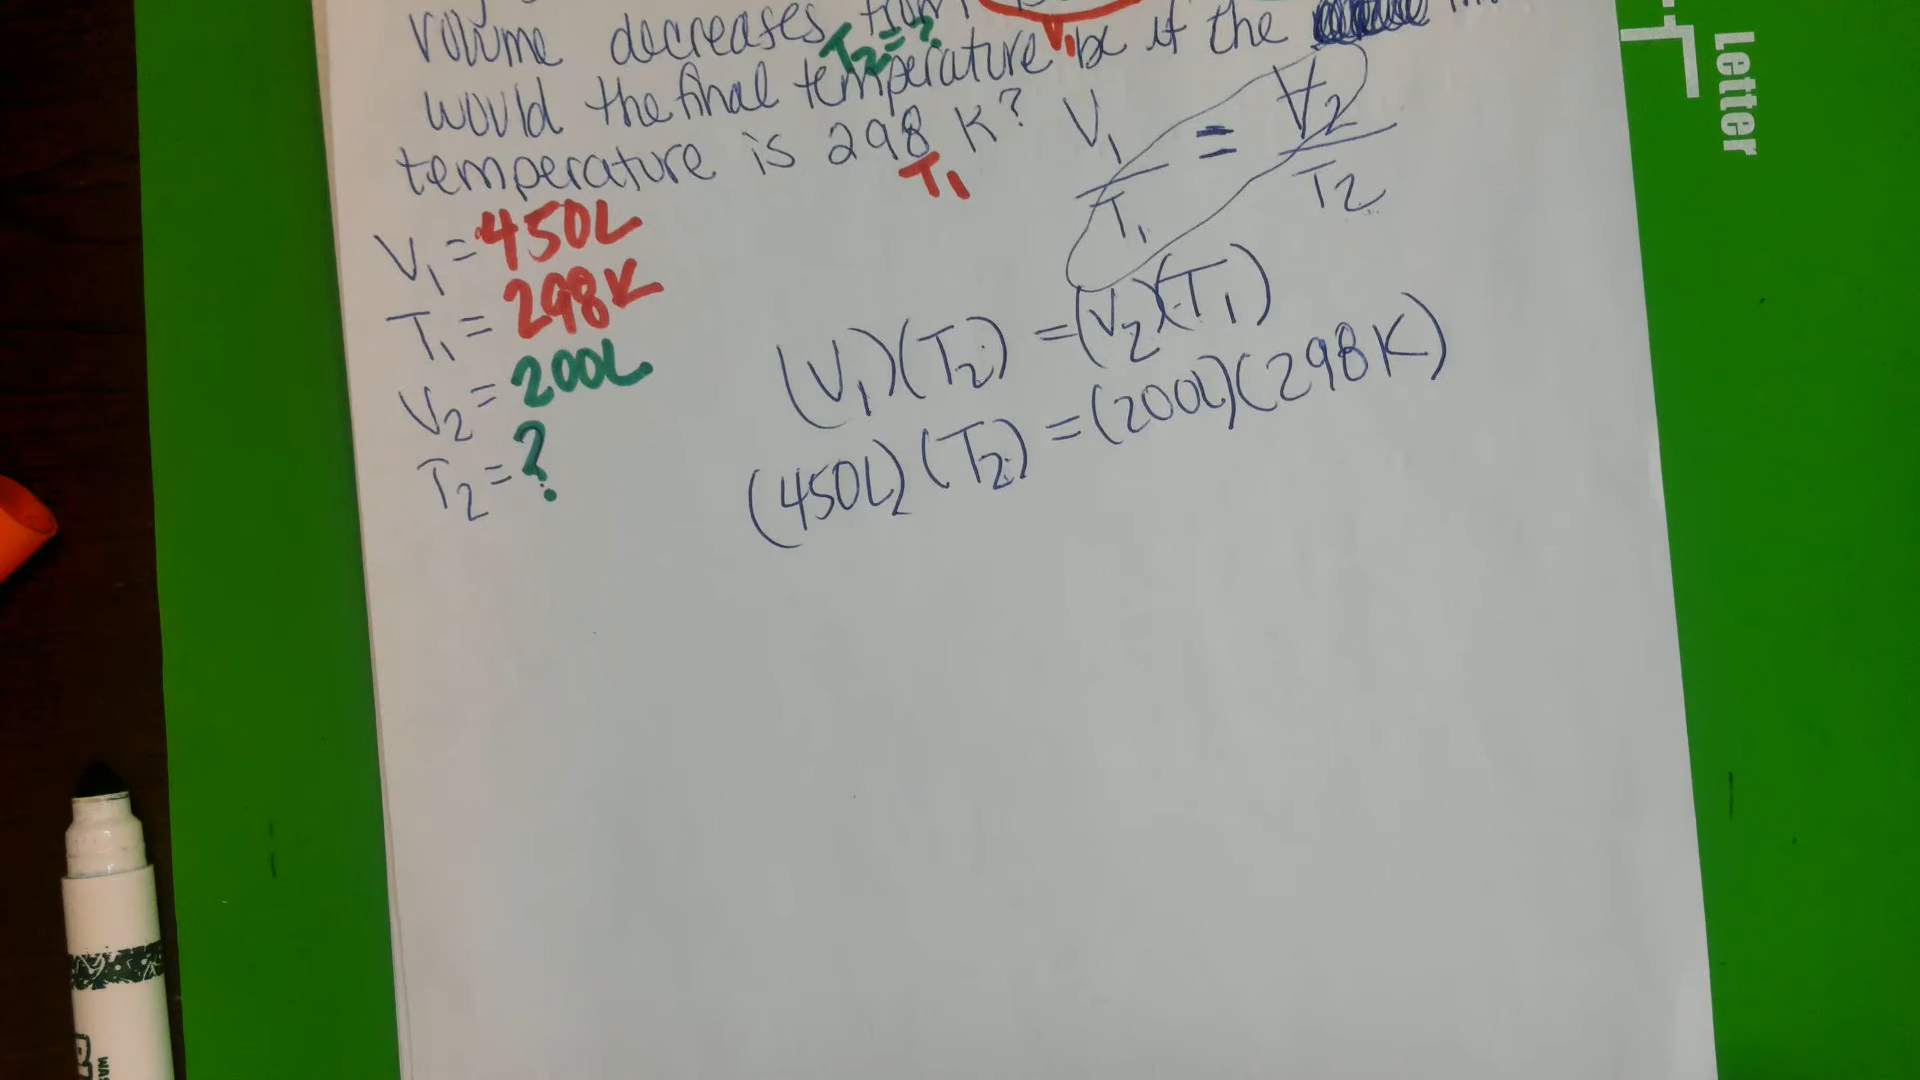 volume decreases from
T2=?
V1
would the final temperature be if the
temperature is 298 K?
T1
V1 = 450L
T1 = 298K
V2 = 200L
T2 = ?
V1/T1 = V2/T2
(V1)(T2) = (V2)(T1)
(450L)(T2) = (200L)(298K)
Letter